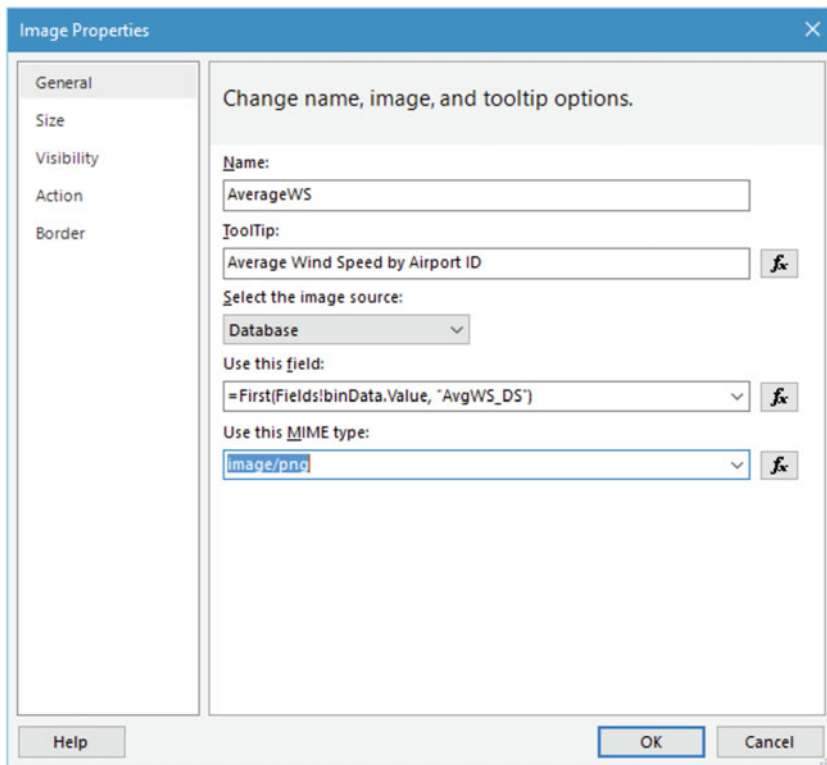 Image Properties
General
Size
Visibility
Action
Border
Change name, image, and tooltip options.
Name:
AverageWS
ToolTip:
Average Wind Speed by Airport ID
fx
Select the image source:
Database
Use this field:
=First(Fields!binData.Value, "AvgWS_DS")
fx
Use this MIME type:
image/png
fx
Help
OK
Cancel